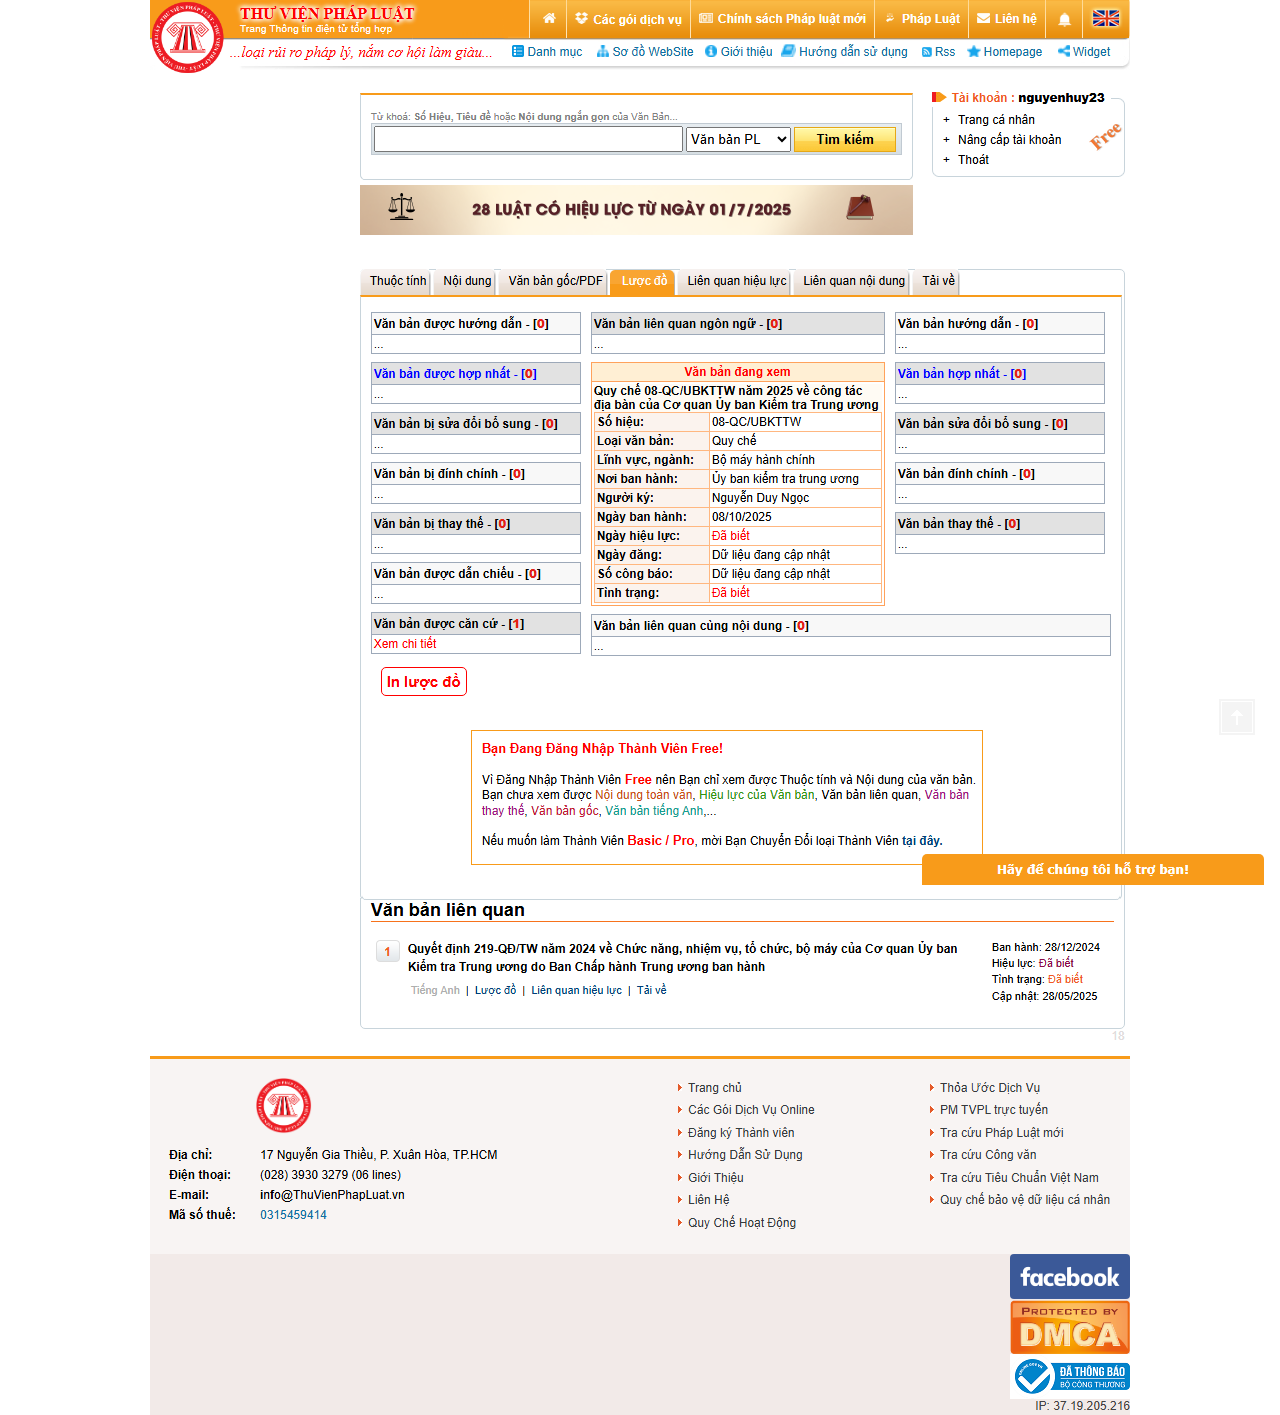 THƯ VIỆN PHÁP LUẬT
Trang Thông tin điện tử tổng hợp
Các gói dịch vụ
Chính sách Pháp luật mới
Pháp Luật
Liên hệ
...loại rủi ro pháp lý, nắm cơ hội làm giàu...
Danh mục
Sơ đồ WebSite
Giới thiệu
Hướng dẫn sử dụng
Rss
Homepage
Widget
Từ khoá: Số Hiệu, Tiêu đề hoặc Nội dung ngắn gọn của Văn Bản...
Văn bản PL
Tìm kiếm
Tài khoản : nguyenhuy23
+ Trang cá nhân
+ Nâng cấp tài khoản
+ Thoát
Free
28 LUẬT CÓ HIỆU LỰC TỪ NGÀY 01/7/2025
Thuộc tính
Nội dung
Văn bản gốc/PDF
Lược đồ
Liên quan hiệu lực
Liên quan nội dung
Tải về
Văn bản được hướng dẫn - [0]
...
Văn bản được hợp nhất - [0]
...
Văn bản bị sửa đổi bổ sung - [0]
...
Văn bản bị đính chính - [0]
...
Văn bản bị thay thế - [0]
...
Văn bản được dẫn chiếu - [0]
...
Văn bản được căn cứ - [1]
Xem chi tiết
Văn bản liên quan ngôn ngữ - [0]
...
Văn bản đang xem
Quy chế 08-QC/UBKTTW năm 2025 về công tác
địa bàn của Cơ quan Ủy ban Kiểm tra Trung ương
Số hiệu: 08-QC/UBKTTW
Loại văn bản: Quy chế
Lĩnh vực, ngành: Bộ máy hành chính
Nơi ban hành: Ủy ban kiểm tra trung ương
Người ký: Nguyễn Duy Ngọc
Ngày ban hành: 08/10/2025
Ngày hiệu lực: Đã biết
Ngày đăng: Dữ liệu đang cập nhật
Số công báo: Dữ liệu đang cập nhật
Tình trạng: Đã biết
Văn bản liên quan cùng nội dung - [0]
...
Văn bản hướng dẫn - [0]
...
Văn bản hợp nhất - [0]
...
Văn bản sửa đổi bổ sung - [0]
...
Văn bản đính chính - [0]
...
Văn bản thay thế - [0]
...
In lược đồ
Bạn Đang Đăng Nhập Thành Viên Free!
Vì Đăng Nhập Thành Viên Free nên Bạn chỉ xem được Thuộc tính và Nội dung của văn bản.
Bạn chưa xem được Nội dung toàn văn, Hiệu lực của Văn bản, Văn bản liên quan, Văn bản
thay thế, Văn bản gốc, Văn bản tiếng Anh,...
Nếu muốn làm Thành Viên Basic / Pro, mời Bạn Chuyển Đổi loại Thành Viên tại đây.
Hãy để chúng tôi hỗ trợ bạn!
Văn bản liên quan
1
Quyết định 219-QĐ/TW năm 2024 về Chức năng, nhiệm vụ, tổ chức, bộ máy của Cơ quan Ủy ban
Kiểm tra Trung ương do Ban Chấp hành Trung ương ban hành
Tiếng Anh | Lược đồ | Liên quan hiệu lực | Tải về
Ban hành: 28/12/2024
Hiệu lực: Đã biết
Tình trạng: Đã biết
Cập nhật: 28/05/2025
18
Địa chỉ: 17 Nguyễn Gia Thiều, P. Xuân Hòa, TP.HCM
Điện thoại: (028) 3930 3279 (06 lines)
E-mail: info@ThuVienPhapLuat.vn
Mã số thuế: 0315459414
Trang chủ
Các Gói Dịch Vụ Online
Đăng ký Thành viên
Hướng Dẫn Sử Dụng
Giới Thiệu
Liên Hệ
Quy Chế Hoạt Động
Thỏa Ước Dịch Vụ
PM TVPL trực tuyến
Tra cứu Pháp Luật mới
Tra cứu Công văn
Tra cứu Tiêu Chuẩn Việt Nam
Quy chế bảo vệ dữ liệu cá nhân
facebook
PROTECTED BY
DMCA
ĐÃ THÔNG BÁO
BỘ CÔNG THƯƠNG
IP: 37.19.205.216